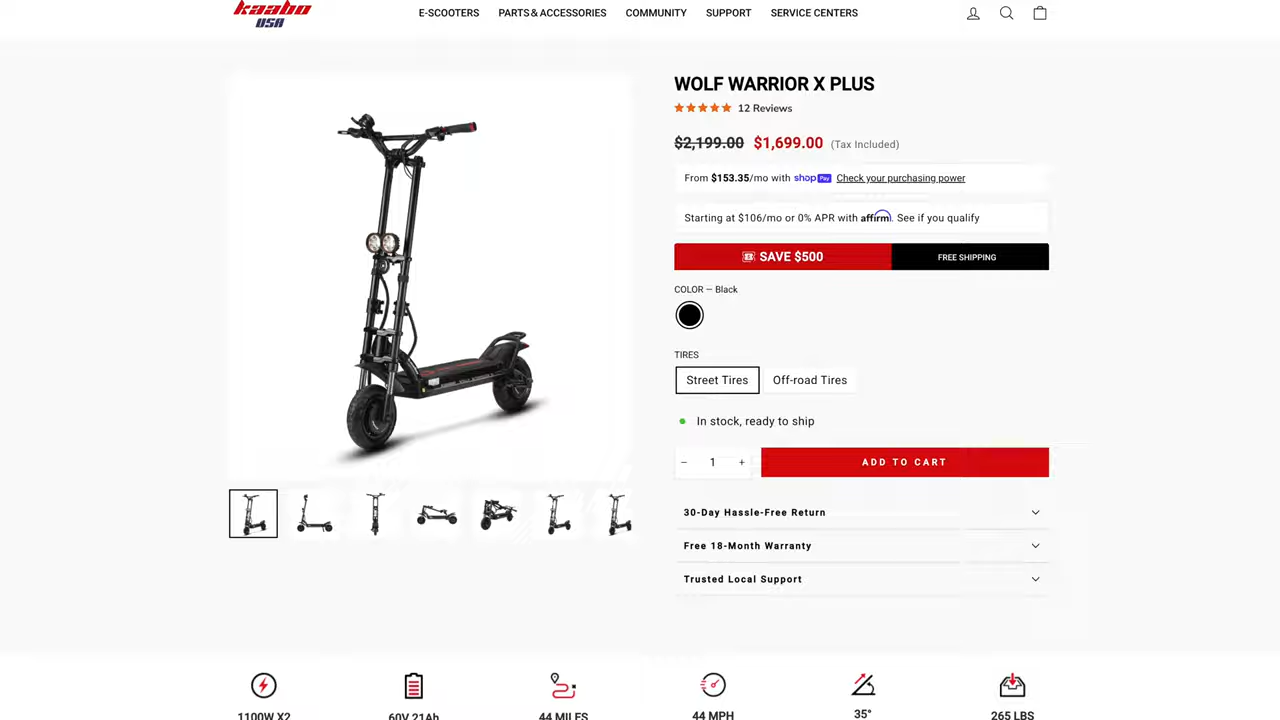 kaabo
USA
E-SCOOTERS PARTS & ACCESSORIES COMMUNITY SUPPORT SERVICE CENTERS
WOLF WARRIOR X PLUS
12 Reviews
$2,199.00 $1,699.00 (Tax Included)
From $153.35/mo with shop Pay Check your purchasing power
Starting at $106/mo or 0% APR with affirm. See if you qualify
SAVE $500 FREE SHIPPING
COLOR — Black
TIRES
Street Tires Off-road Tires
In stock, ready to ship
− 1 + ADD TO CART
30-Day Hassle-Free Return
Free 18-Month Warranty
Trusted Local Support
1100W X2 60V 21Ah 44 MILES 44 MPH 35° 265 LBS